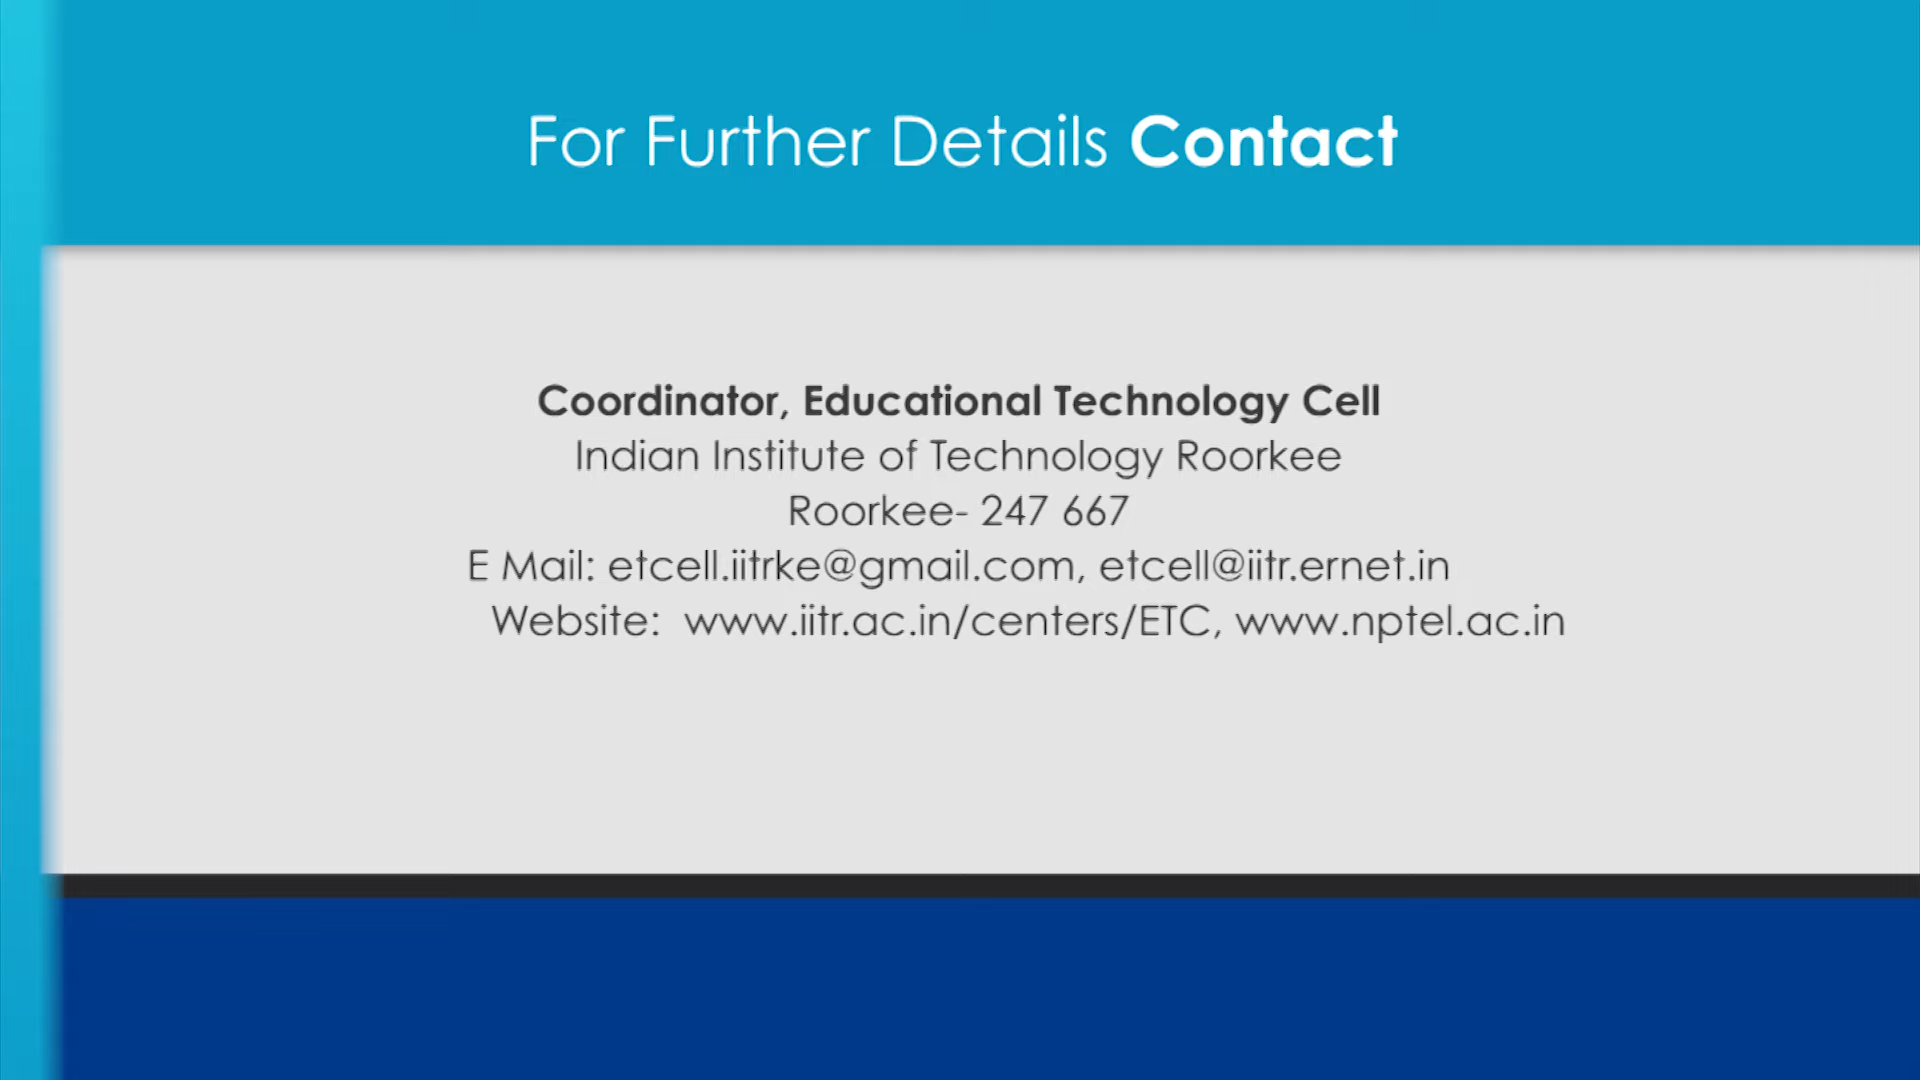 For Further Details Contact
Coordinator, Educational Technology Cell
Indian Institute of Technology Roorkee
Roorkee- 247 667
E Mail: etcell.iitrke@gmail.com, etcell@iitr.ernet.in
Website:  www.iitr.ac.in/centers/ETC, www.nptel.ac.in